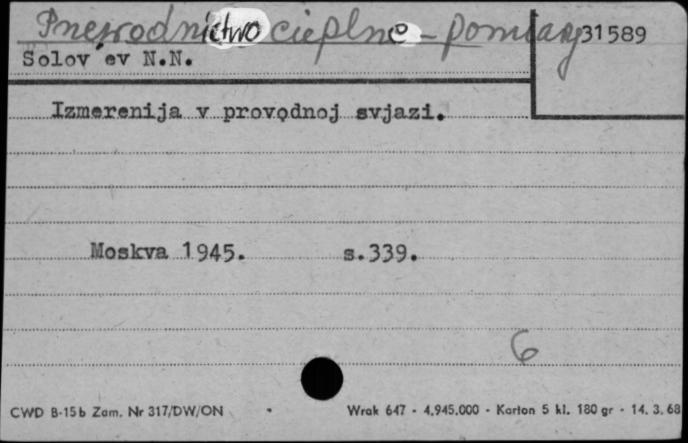 Przewodnictwo cieplne - pomiary
31589
Solov'ev N.N.
Izmerenija v provodnoj svjazi.
Moskva 1945. s.339.
6
CWD B-15b Zam. Nr 317/DW/ON • Wrak 647 - 4.945.000 - Karton 5 kl. 180 gr - 14. 3. 68